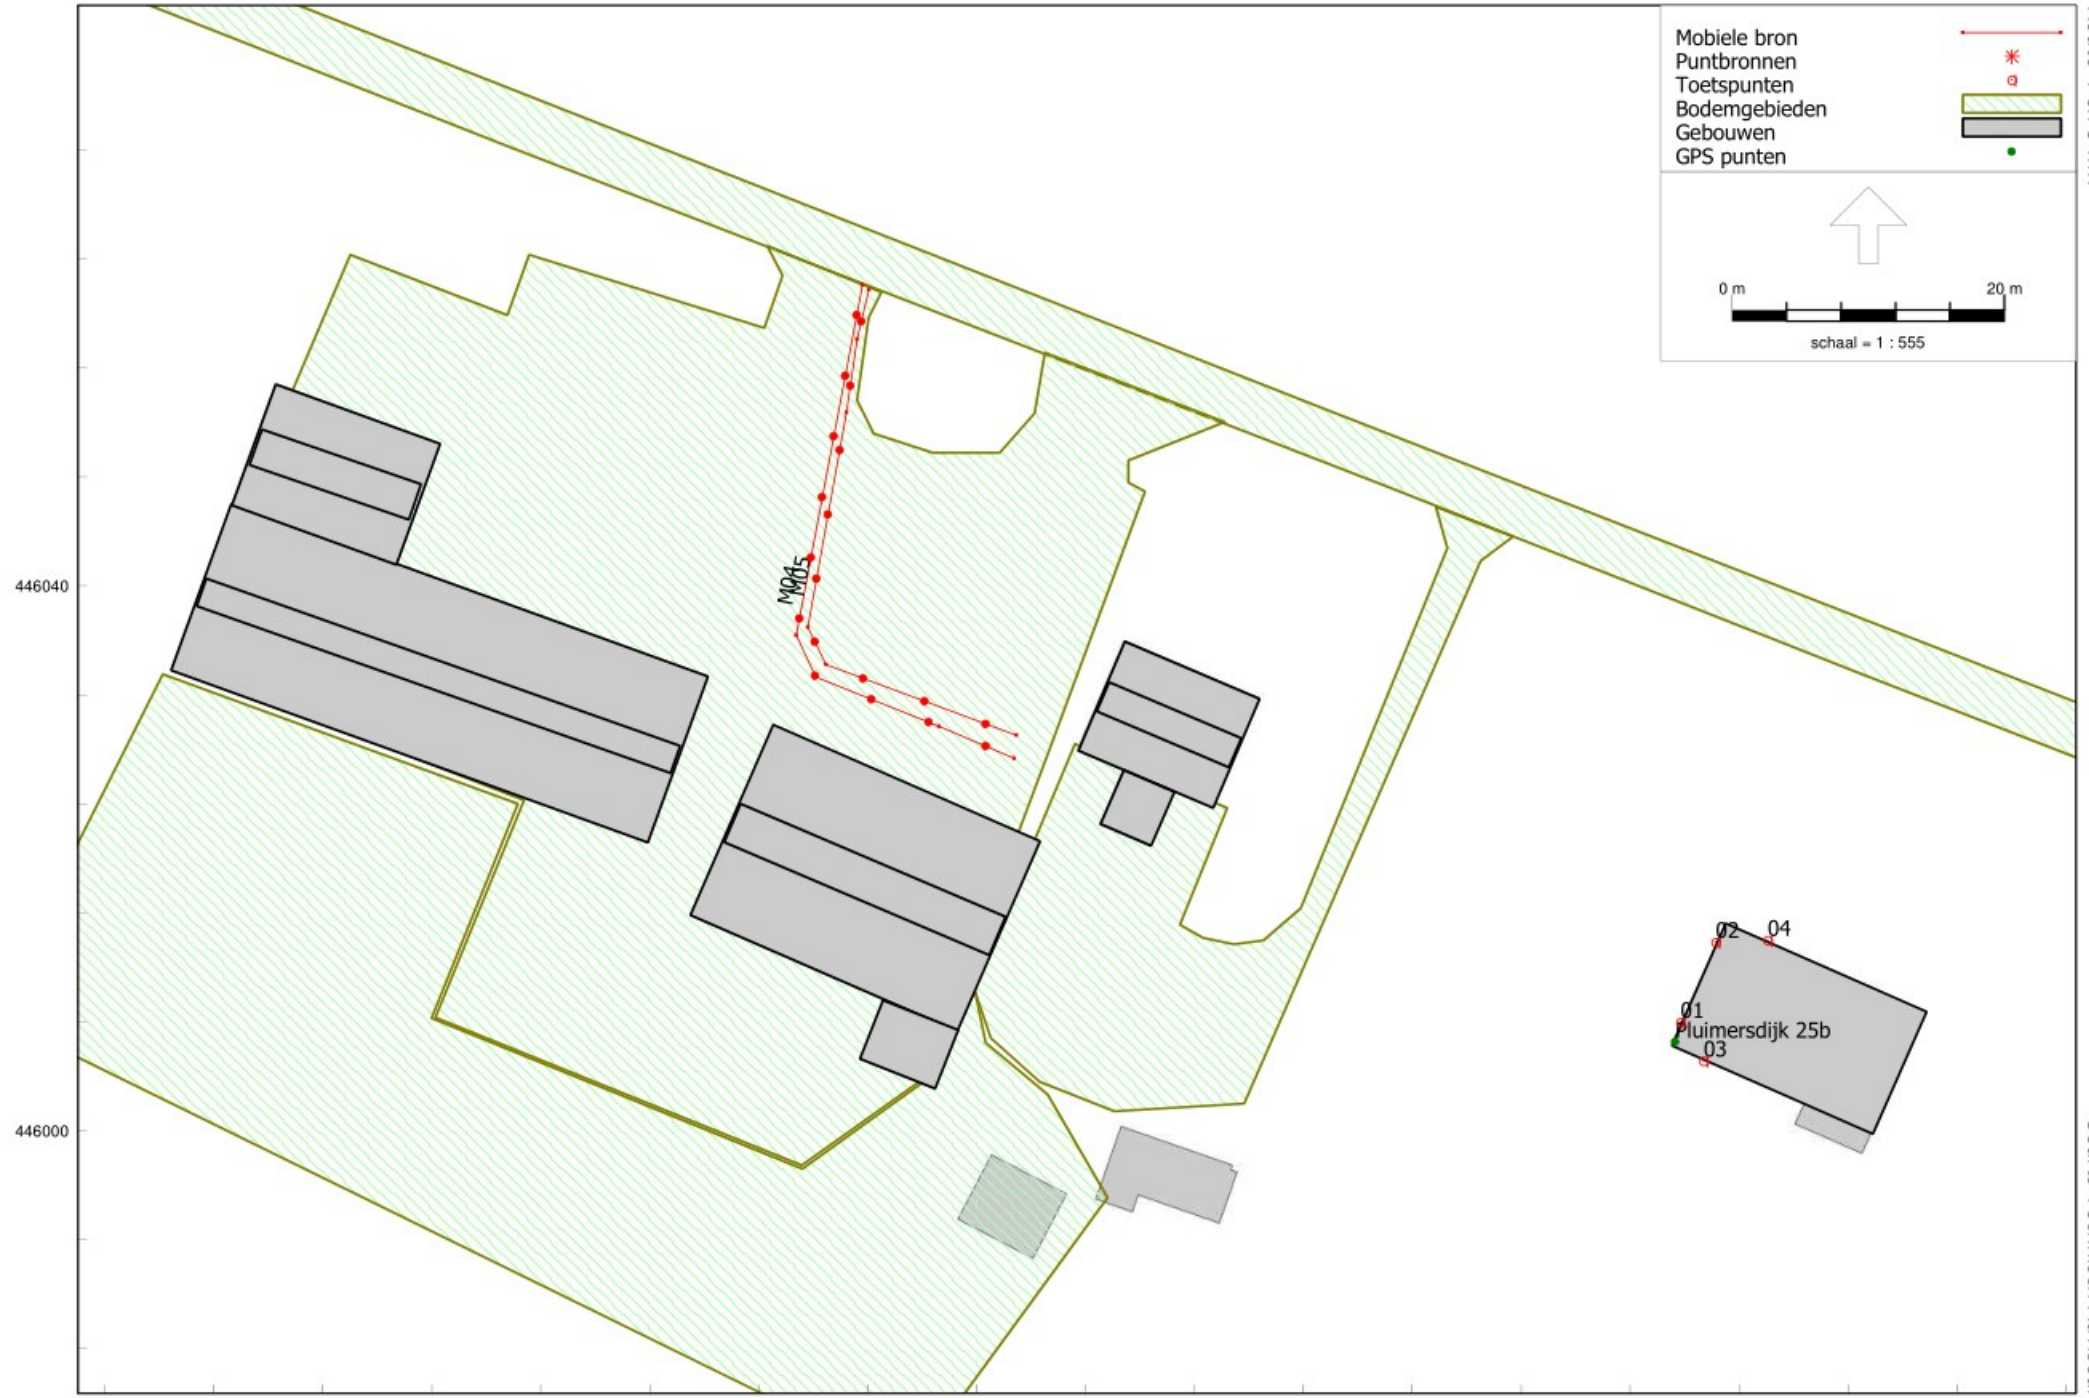 Mobiele bron
Puntbronnen
Toetspunten
Bodemgebieden
Gebouwen
GPS punten
0 m 20 m
schaal = 1 : 555
M04
M05
446040
02 04
01
Pluimersdijk 25b
03
446000